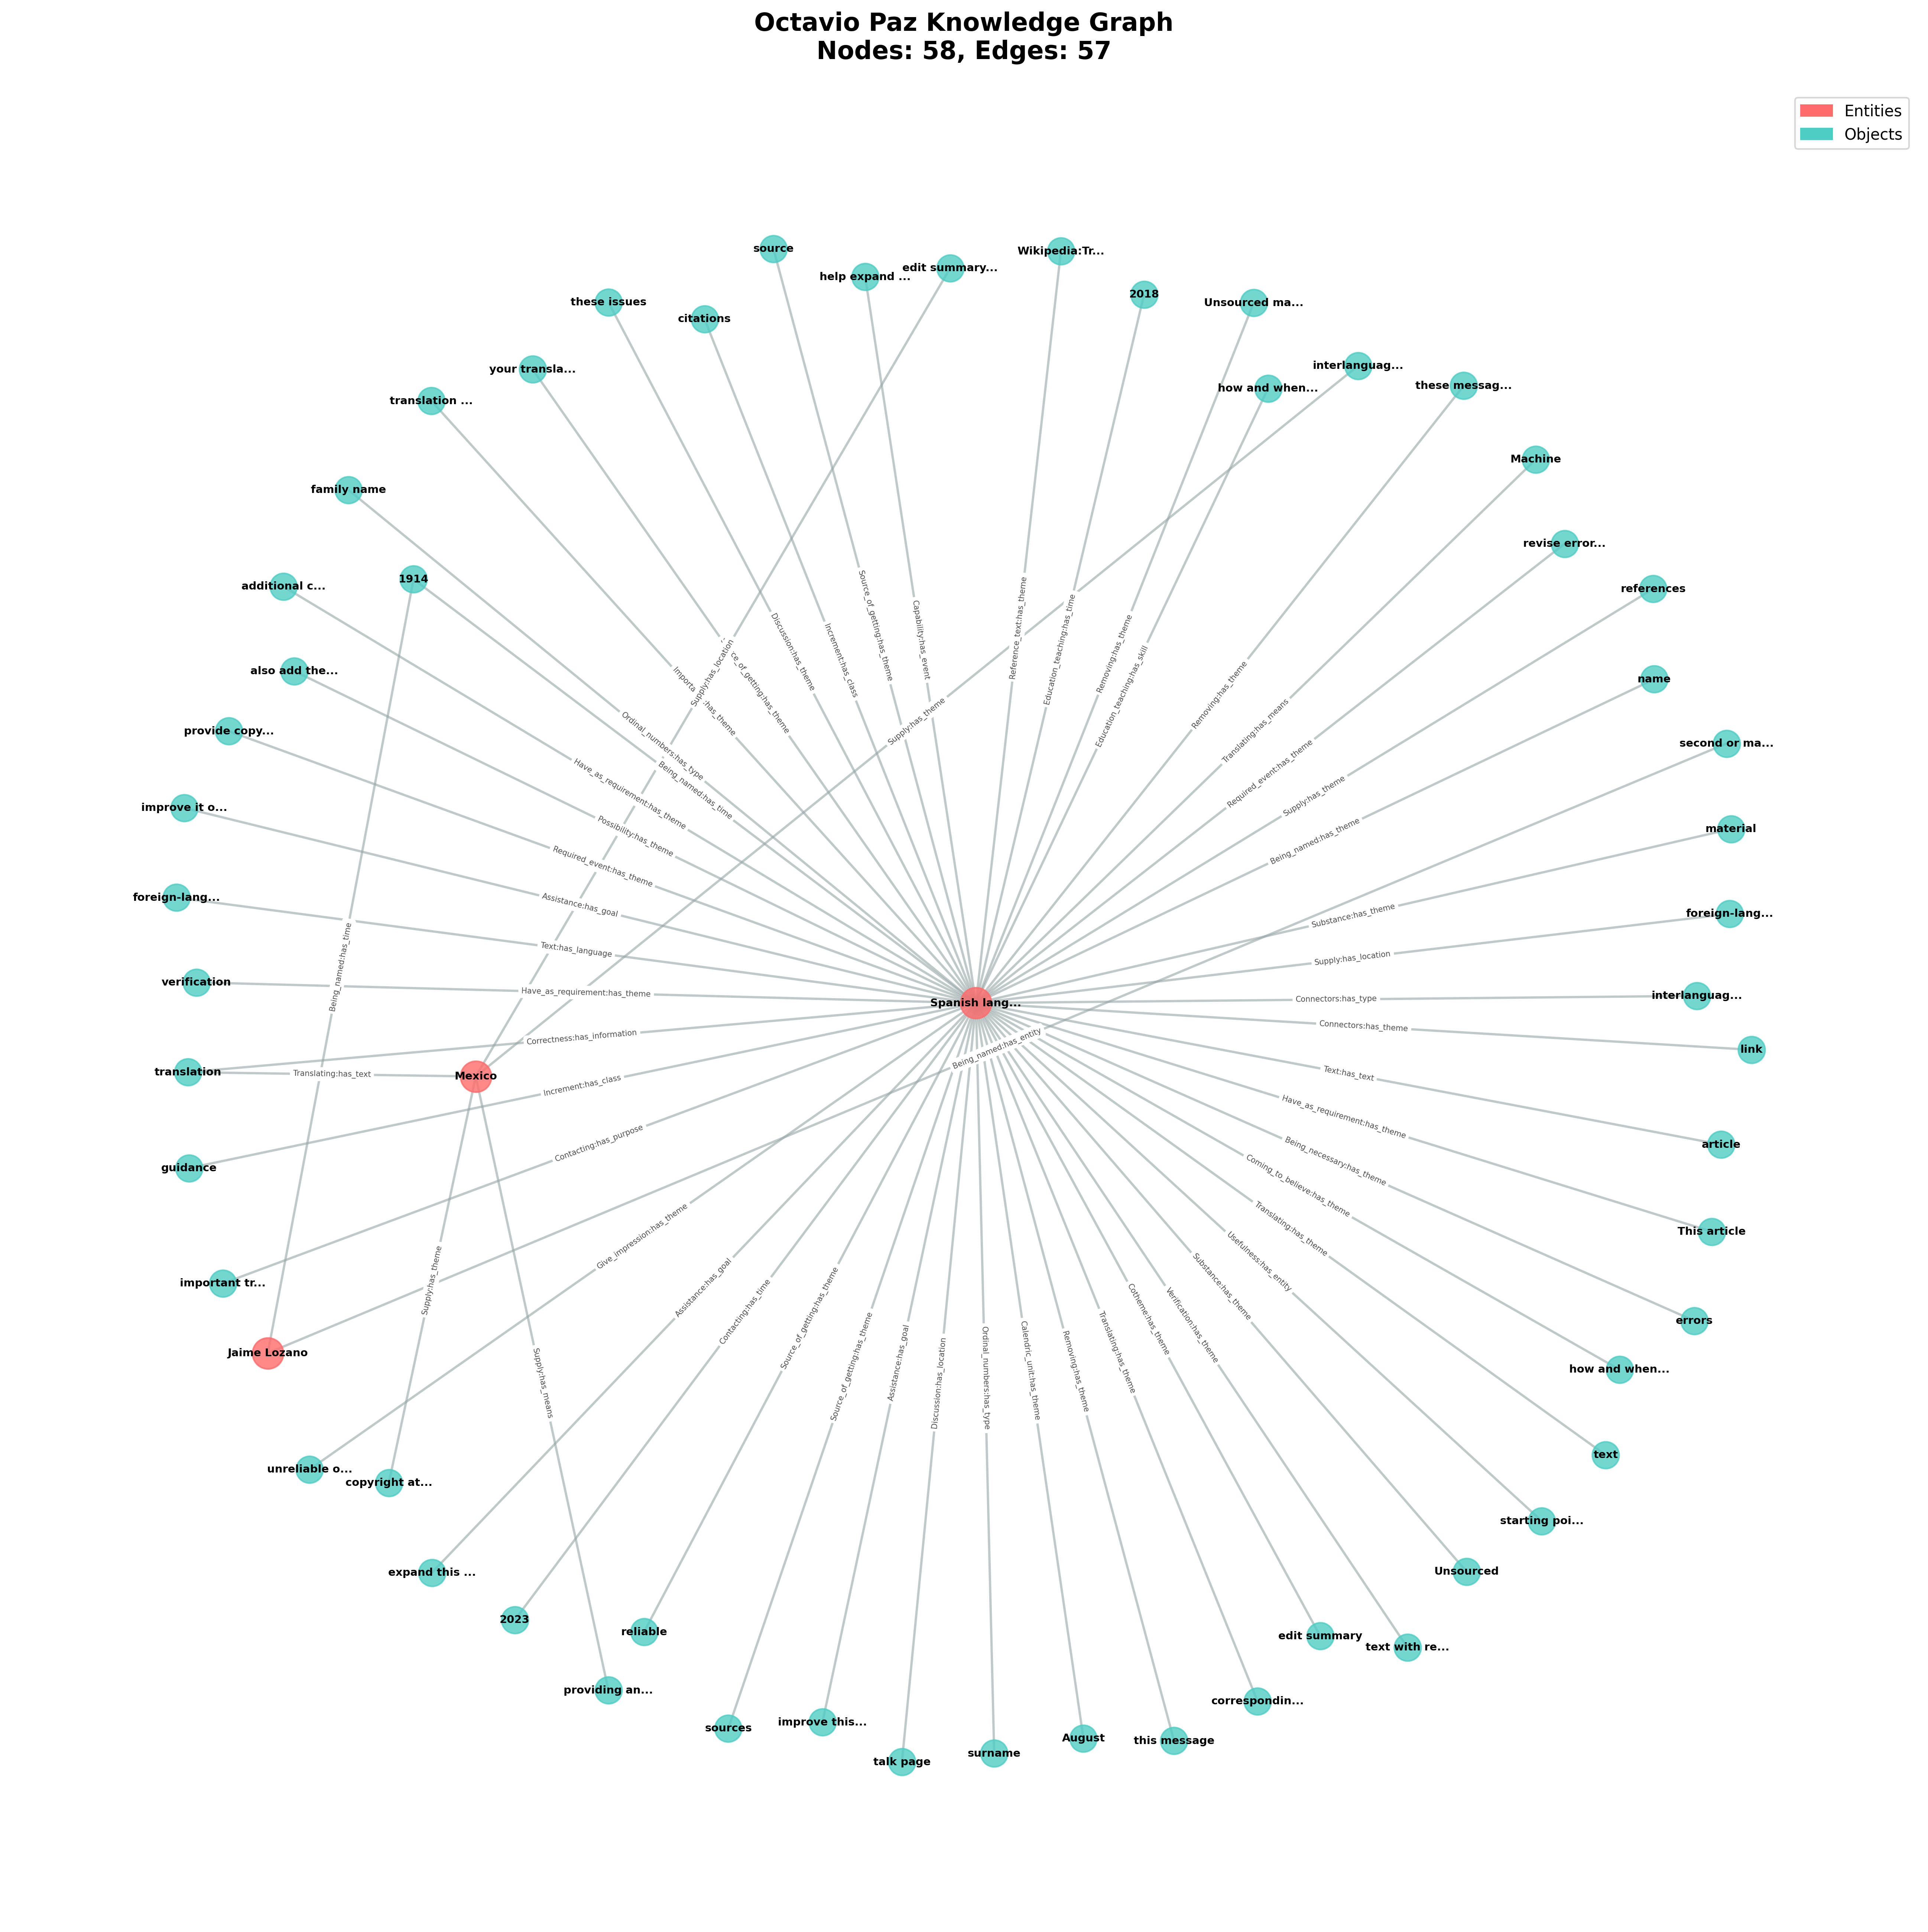 Octavio Paz Knowledge Graph
Nodes: 58, Edges: 57
Entities
Objects
source
Wikipedia:Tr...
edit summary...
help expand ...
2018
these issues
Unsourced ma...
citations
interlanguag...
your transla...
these messag...
how and when...
translation ...
Machine
family name
revise error...
1914
additional c...
references
also add the...
name
provide copy...
second or ma...
improve it o...
material
foreign-lang...
foreign-lang...
verification
interlanguag...
Spanish lang...
link
translation
Mexico
article
guidance
This article
important tr...
errors
Jaime Lozano
how and when...
text
unreliable o...
copyright at...
starting poi...
expand this ...
Unsourced
2023
reliable
edit summary
text with re...
providing an...
correspondin...
sources
improve this...
August
this message
surname
talk page
Source_of_getting:has_theme
Capability:has_event
Reference_text:has_theme
Education_teaching:has_time
Removing:has_theme
Education_teaching:has_skill
Discussion:has_theme
Increment:has_class
Supply:has_location
ce_of_getting:has_theme
Importa
:has_theme
Supply:has_theme
Removing:has_theme
Translating:has_means
Required_event:has_theme
Supply:has_theme
Being_named:has_theme
Ordinal_numbers:has_type
Being_named:has_time
Have_as_requirement:has_theme
Possibility:has_theme
Required_event:has_theme
Assistance:has_goal
Text:has_language
Being_named:has_time
Have_as_requirement:has_theme
Substance:has_theme
Supply:has_location
Connectors:has_type
Connectors:has_theme
Correctness:has_information
Being_named:has_entity
Translating:has_text
Increment:has_class
Text:has_text
Have_as_requirement:has_theme
Contacting:has_purpose
Being_necessary:has_theme
Coming_to_believe:has_theme
Give_impression:has_theme
Translating:has_theme
Usefulness:has_entity
Supply:has_theme
Assistance:has_goal
Contacting:has_time
Source_of_getting:has_theme
Substance:has_theme
Verification:has_theme
Cotheme:has_theme
Supply:has_means
Source_of_getting:has_theme
Assistance:has_goal
Discussion:has_location
Ordinal_numbers:has_type
Calendric_unit:has_theme
Removing:has_theme
Translating:has_theme